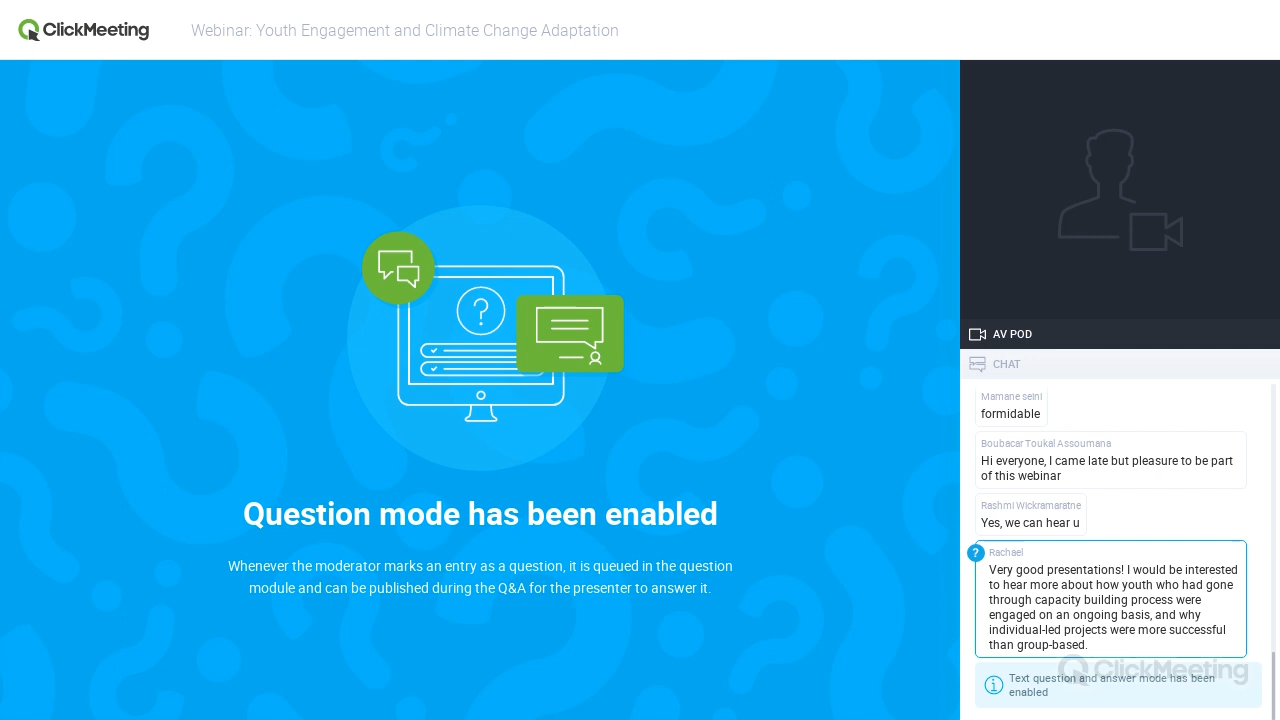 ClickMeeting
Webinar: Youth Engagement and Climate Change Adaptation
?
Question mode has been enabled
Whenever the moderator marks an entry as a question, it is queued in the question
module and can be published during the Q&A for the presenter to answer it.
AV POD
CHAT
Mamane seini
formidable
Boubacar Toukal Assoumana
Hi everyone, I came late but pleasure to be part
of this webinar
Rashmi Wickramaratne
Yes, we can hear u
?
Rachael
Very good presentations! I would be interested
to hear more about how youth who had gone
through capacity building process were
engaged on an ongoing basis, and why
individual-led projects were more successful
than group-based.
ClickMeeting
Text question and answer mode has been
enabled